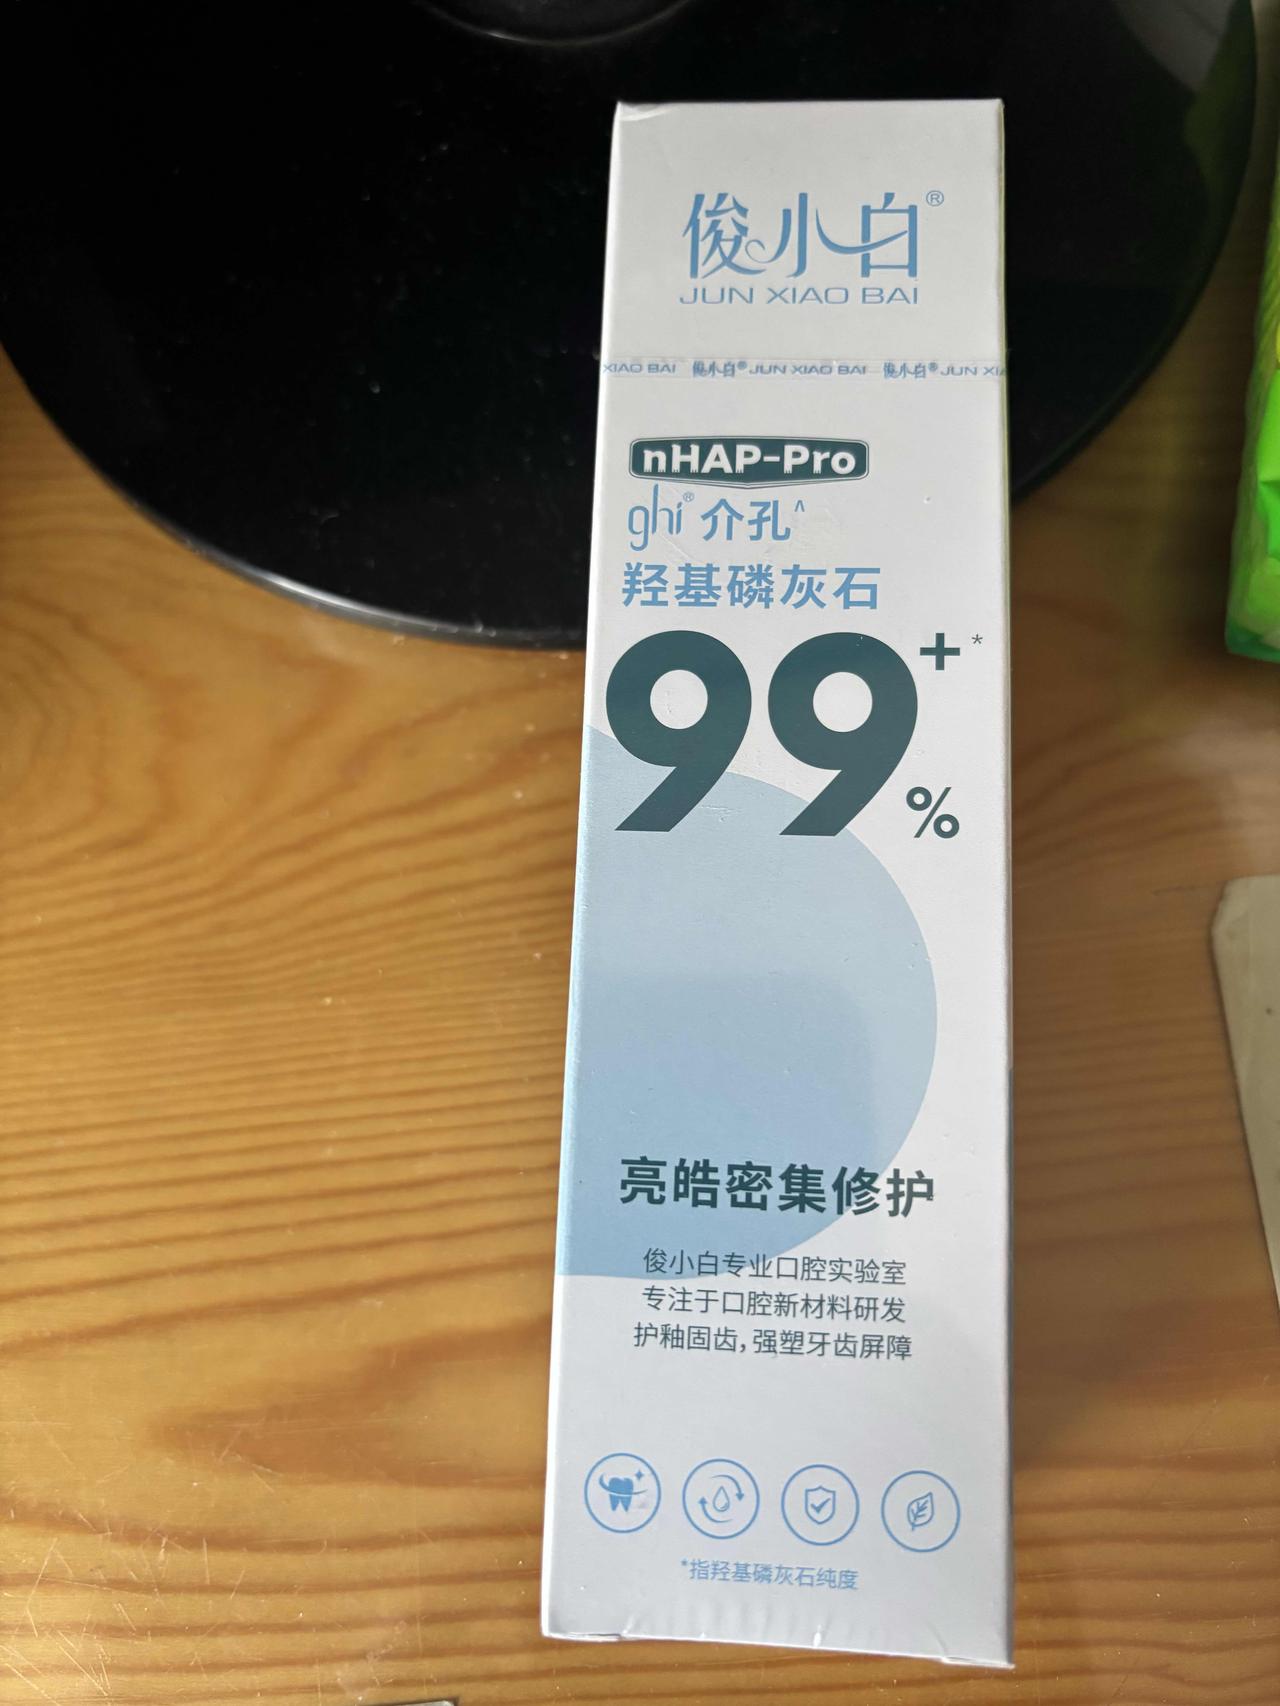 俊小白®
JUN XIAO BAI
XIAO BAI 俊小白® JUN XIAO BAI 俊小白® JUN XIA
nHAP-Pro
ghi® 介孔^
羟基磷灰石
99+*
%
亮皓密集修护
俊小白专业口腔实验室
专注于口腔新材料研发
护釉固齿,强塑牙齿屏障
*指羟基磷灰石纯度